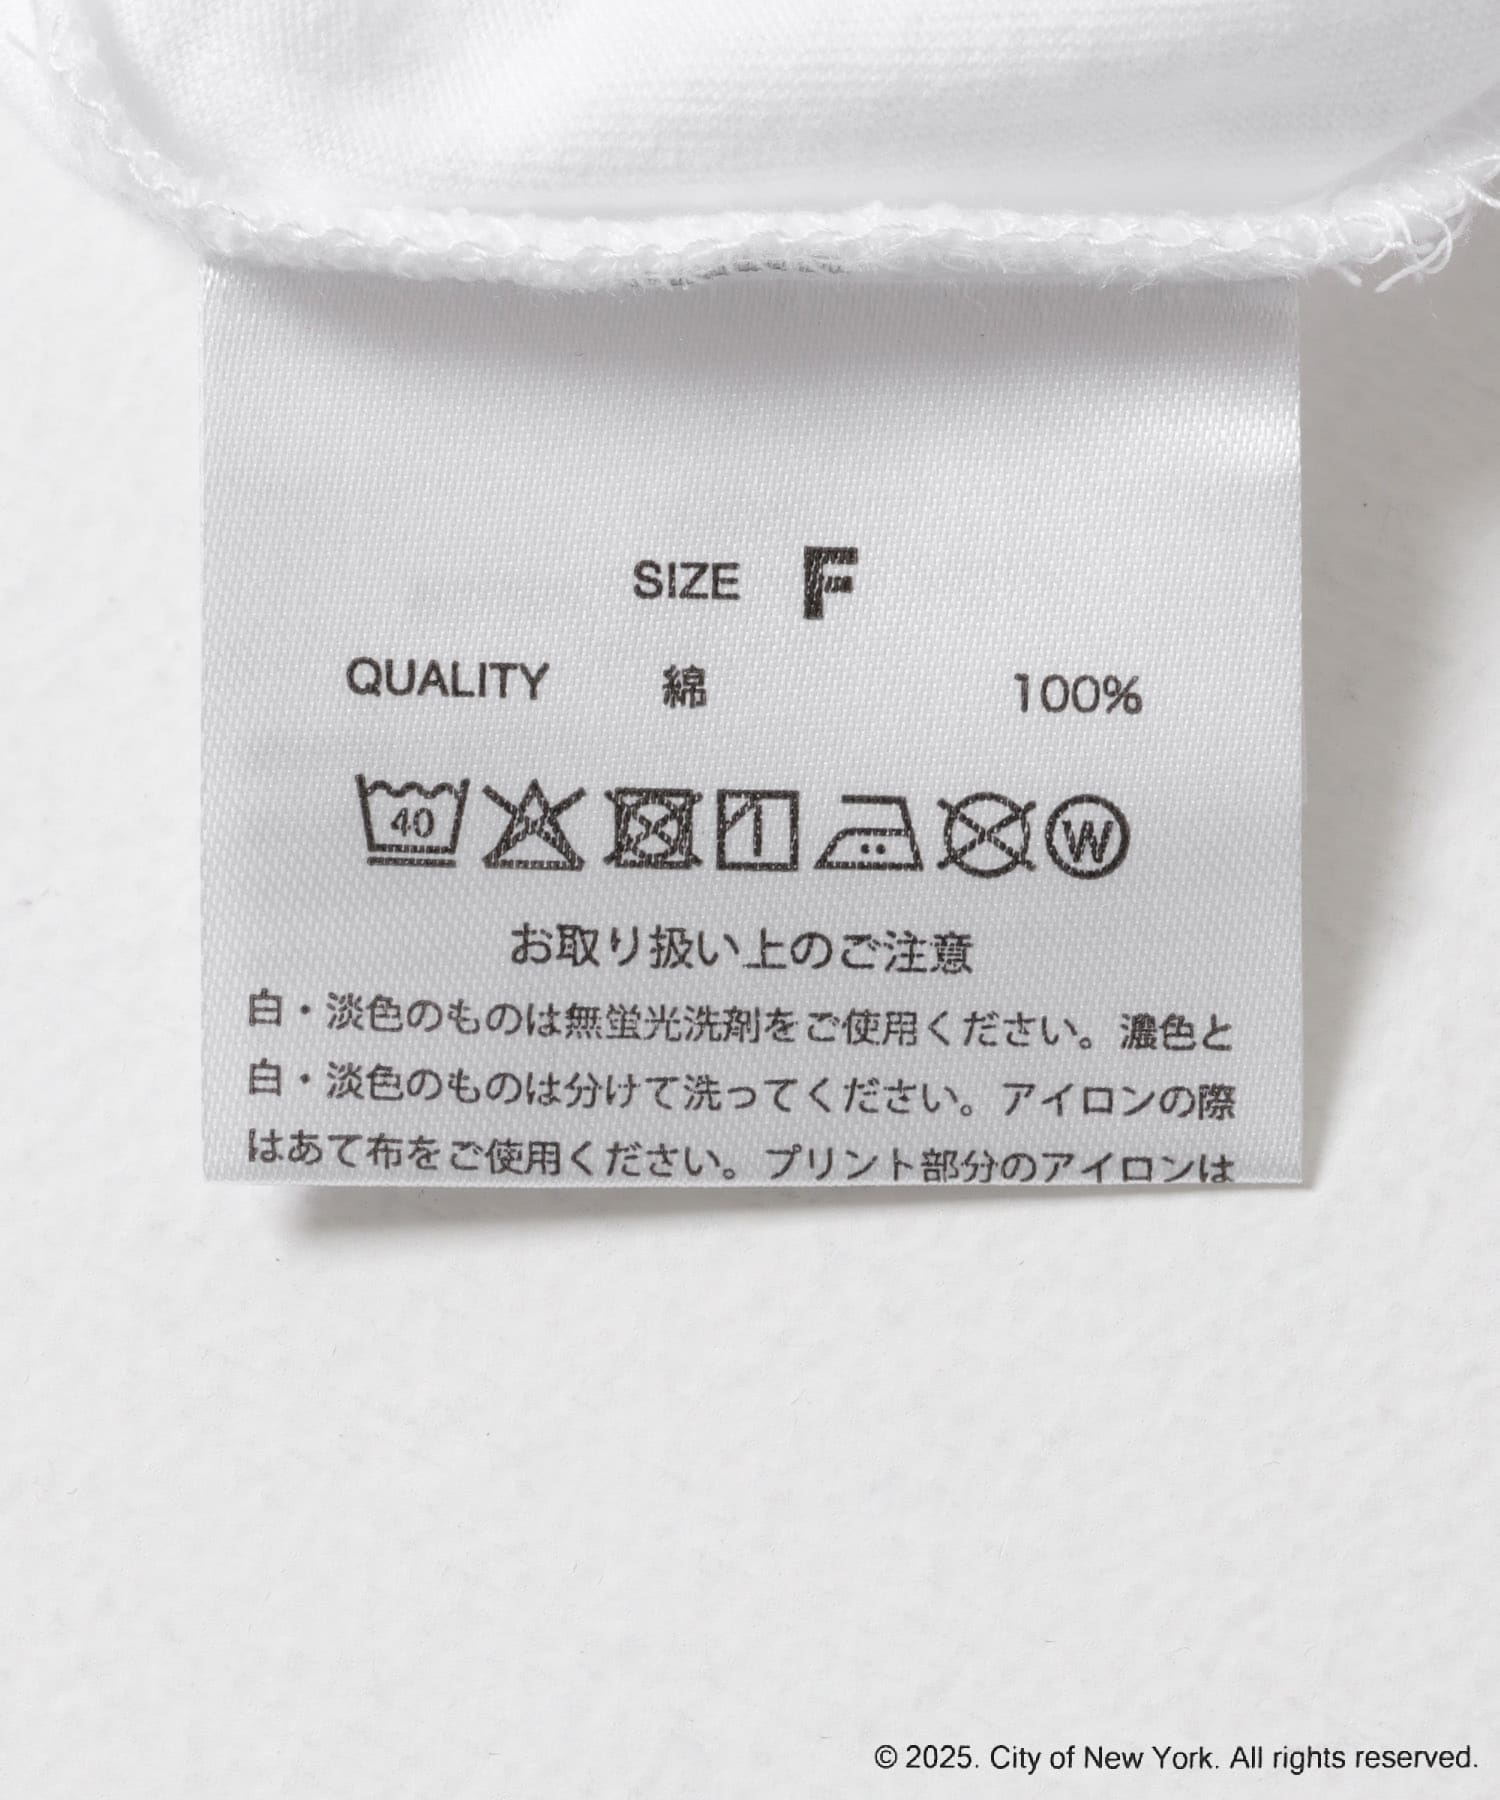 SIZE F
QUALITY 綿 100%
40
W
お取り扱い上のご注意
白・淡色のものは無蛍光洗剤をご使用ください。濃色と
白・淡色のものは分けて洗ってください。アイロンの際
はあて布をご使用ください。プリント部分のアイロンは
© 2025. City of New York. All rights reserved.